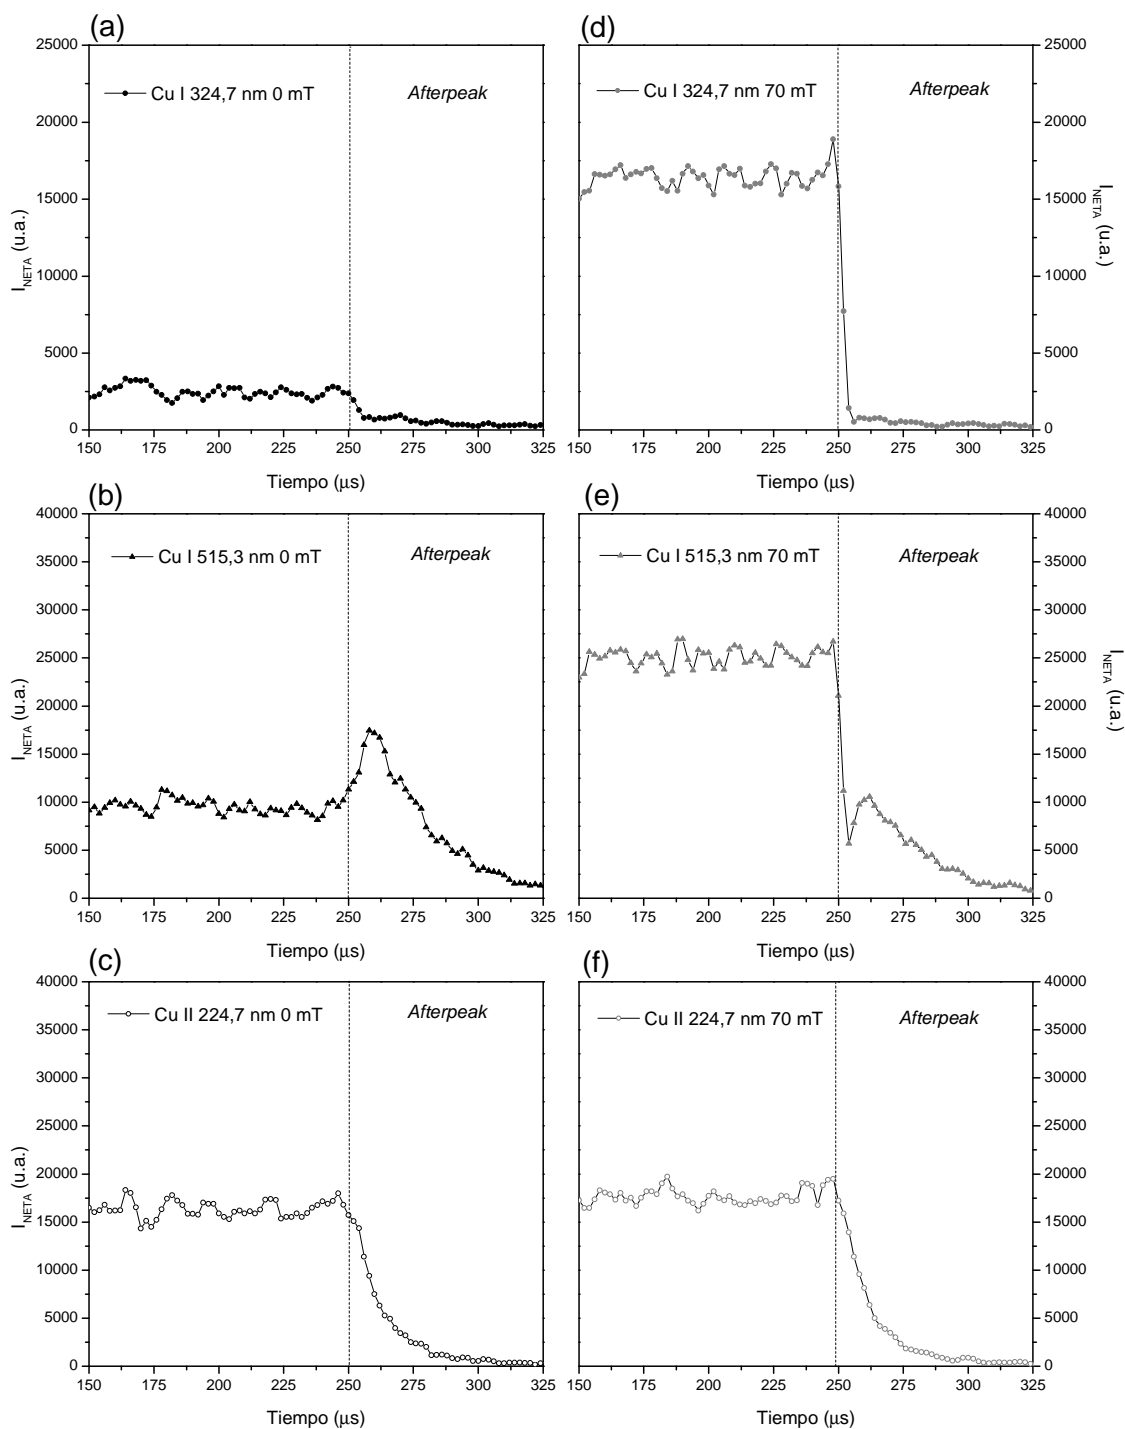 (a)
25000
20000
15000
10000
5000
0
I NETA (u.a.)
Cu I 324,7 nm 0 mT
Afterpeak
150 175 200 225 250 275 300 325
Tiempo (μs)
(d)
Cu I 324,7 nm 70 mT
Afterpeak
25000
20000
15000
10000
5000
0
I NETA (u.a.)
150 175 200 225 250 275 300 325
Tiempo (μs)
(b)
40000
35000
30000
25000
20000
15000
10000
5000
0
I NETA (u.a.)
Cu I 515,3 nm 0 mT
Afterpeak
150 175 200 225 250 275 300 325
Tiempo (μs)
(e)
Cu I 515,3 nm 70 mT
Afterpeak
40000
35000
30000
25000
20000
15000
10000
5000
0
I NETA (u.a.)
150 175 200 225 250 275 300 325
Tiempo (μs)
(c)
40000
35000
30000
25000
20000
15000
10000
5000
0
I NETA (u.a.)
Cu II 224,7 nm 0 mT
Afterpeak
150 175 200 225 250 275 300 325
Tiempo (μs)
(f)
Cu II 224,7 nm 70 mT
Afterpeak
40000
35000
30000
25000
20000
15000
10000
5000
0
150 175 200 225 250 275 300 325
Tiempo (μs)